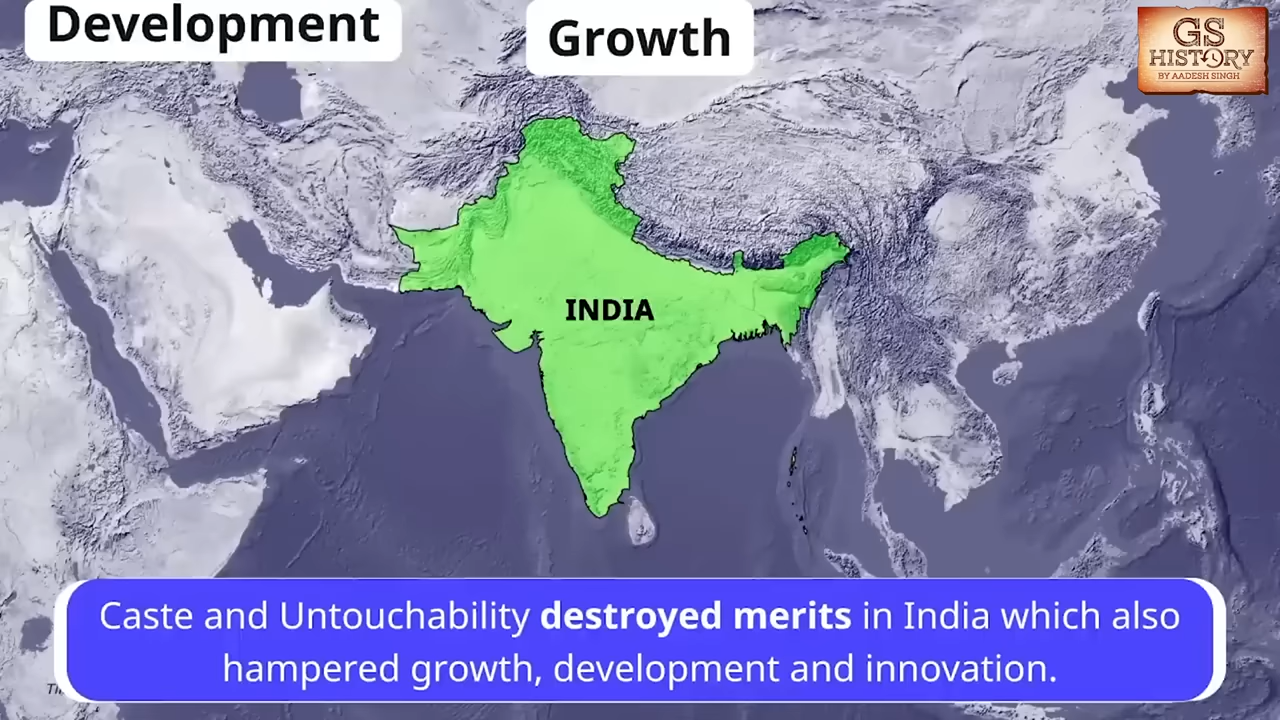 Development
Growth
GS
HISTORY
BY AADESH SINGH
INDIA
Caste and Untouchability destroyed merits in India which also
hampered growth, development and innovation.